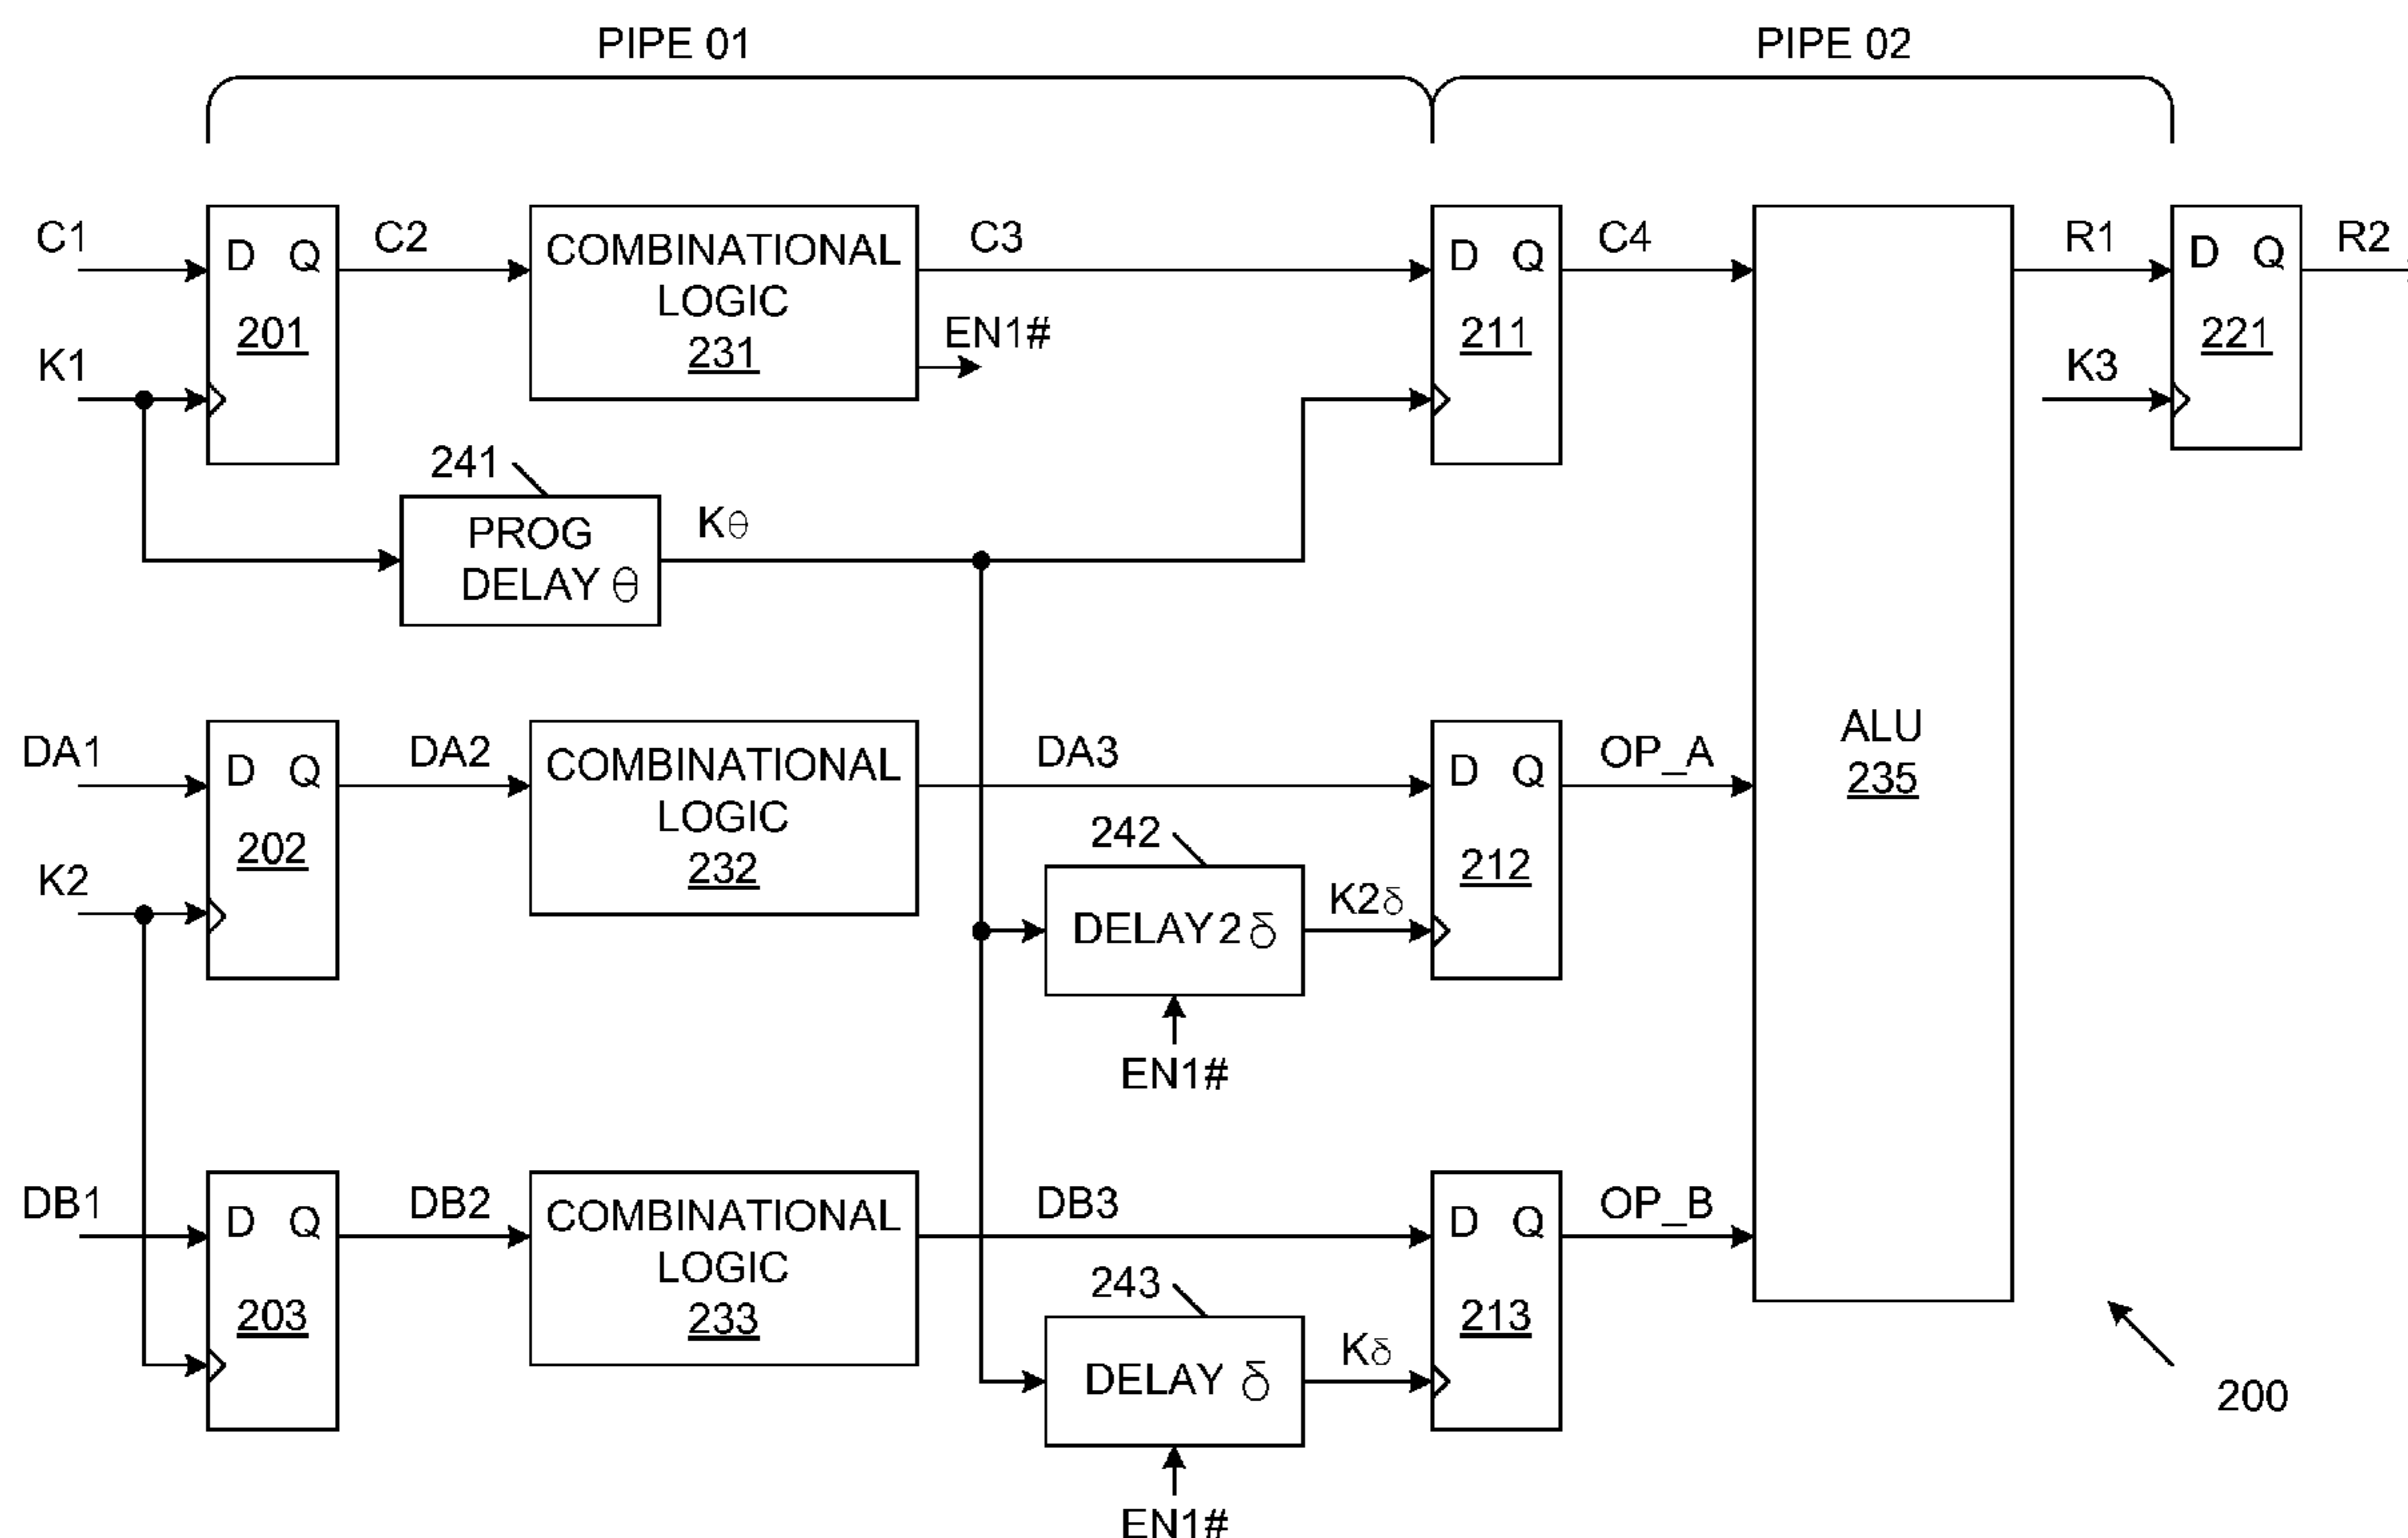 PIPE 01
PIPE 02
C1
D Q
201
C2
COMBINATIONAL
LOGIC
231
C3
EN1#
D Q
211
C4
R1
D Q
221
R2
K1
K3
241
PROG
DELAY θ
Kθ
DA1
D Q
202
DA2
COMBINATIONAL
LOGIC
232
DA3
D Q
212
OP_A
ALU
235
K2
242
DELAY2 δ
K2δ
EN1#
DB1
D Q
203
DB2
COMBINATIONAL
LOGIC
233
DB3
D Q
213
OP_B
243
DELAY δ
Kδ
EN1#
200